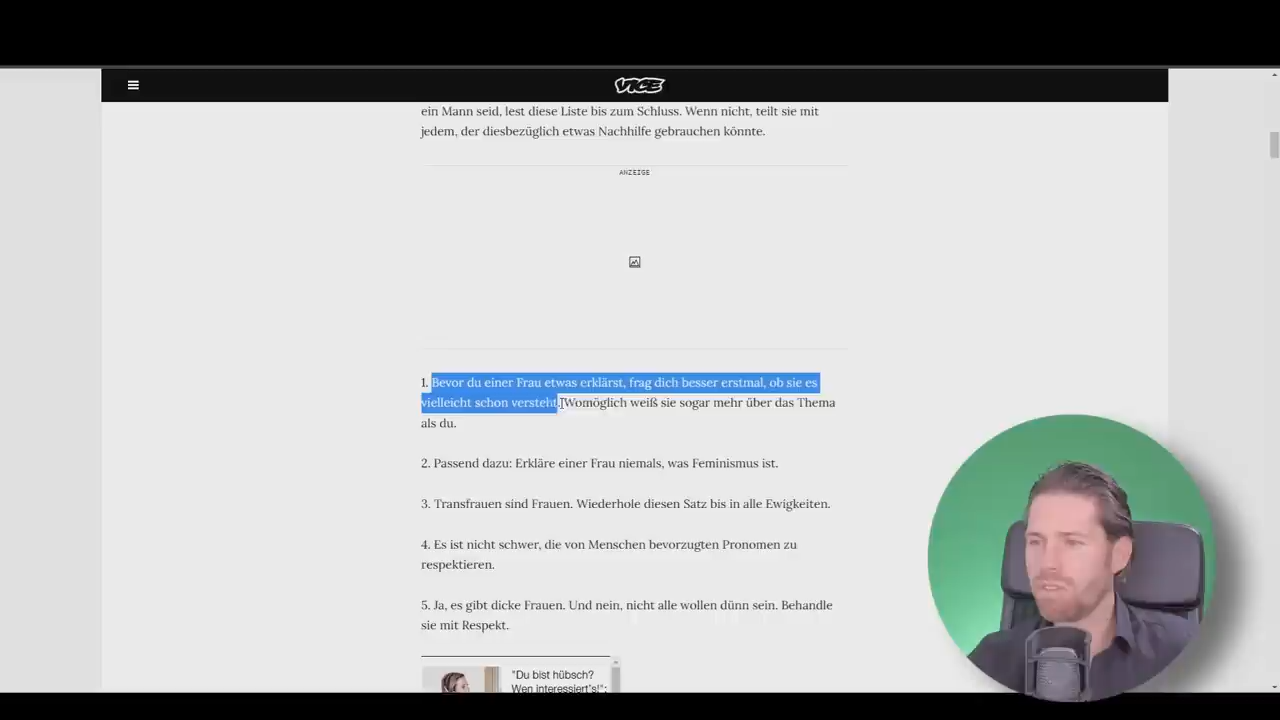 VICE
ein Mann seid, lest diese Liste bis zum Schluss. Wenn nicht, teilt sie mit
jedem, der diesbezüglich etwas Nachhilfe gebrauchen könnte.
ANZEIGE
1. Bevor du einer Frau etwas erklärst, frag dich besser erstmal, ob sie es
vielleicht schon versteht. Womöglich weiß sie sogar mehr über das Thema
als du.
2. Passend dazu: Erkläre einer Frau niemals, was Feminismus ist.
3. Transfrauen sind Frauen. Wiederhole diesen Satz bis in alle Ewigkeiten.
4. Es ist nicht schwer, die von Menschen bevorzugten Pronomen zu
respektieren.
5. Ja, es gibt dicke Frauen. Und nein, nicht alle wollen dünn sein. Behandle
sie mit Respekt.
"Du bist hübsch?
Wen interessiert's!":